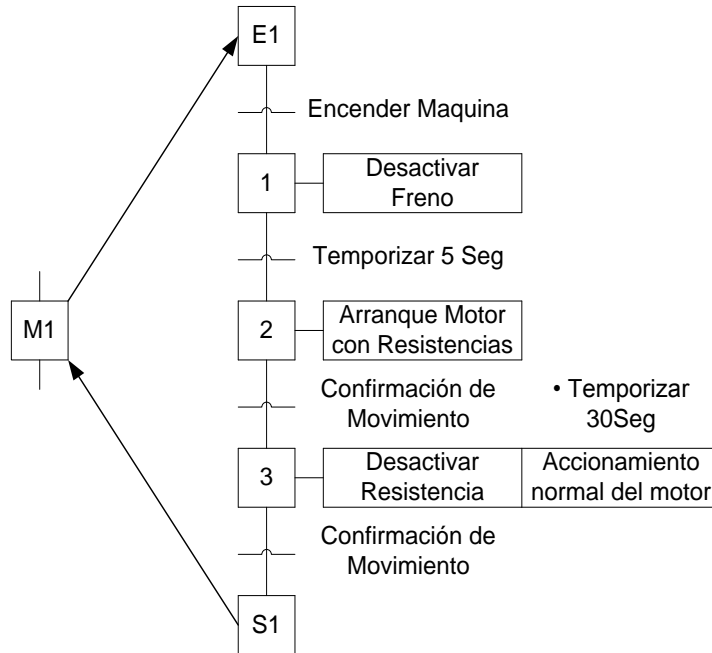 E1
Encender Maquina
1
Desactivar
Freno
Temporizar 5 Seg
M1
2
Arranque Motor
con Resistencias
Confirmación de
Movimiento
• Temporizar
30Seg
3
Desactivar
Resistencia
Accionamiento
normal del motor
Confirmación de
Movimiento
S1